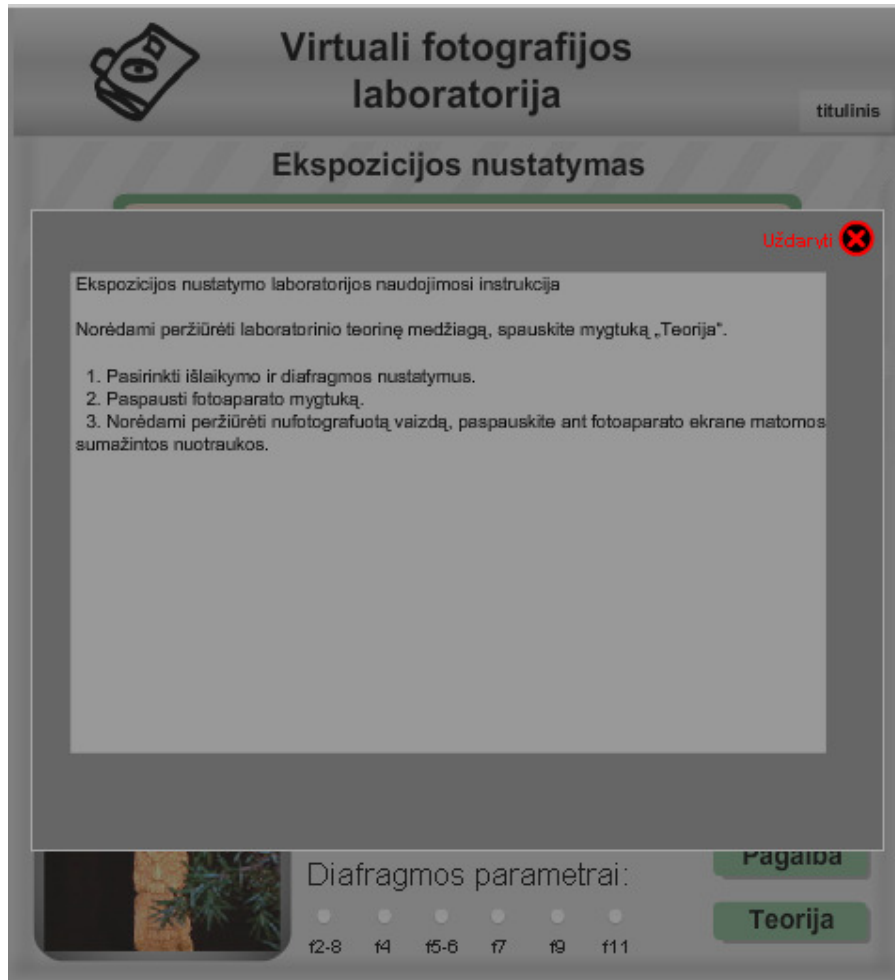 Virtuali fotografijos
laboratorija
titulinis
Ekspozicijos nustatymas
Uždaryti
Ekspozicijos nustatymo laboratorijos naudojimosi instrukcija
Norėdami peržiūrėti laboratorinio teorinę medžiagą, spauskite mygtuką „Teorija“.
1. Pasirinkti išlaikymo ir diafragmos nustatymus.
2. Paspausti fotoaparato mygtuką.
3. Norėdami peržiūrėti nufotografuotą vaizdą, paspauskite ant fotoaparato ekrane matomos
sumažintos nuotraukos.
Pagalba
Diafragmos parametrai:
Teorija
f2-8 f4 f5-6 f7 f9 f11